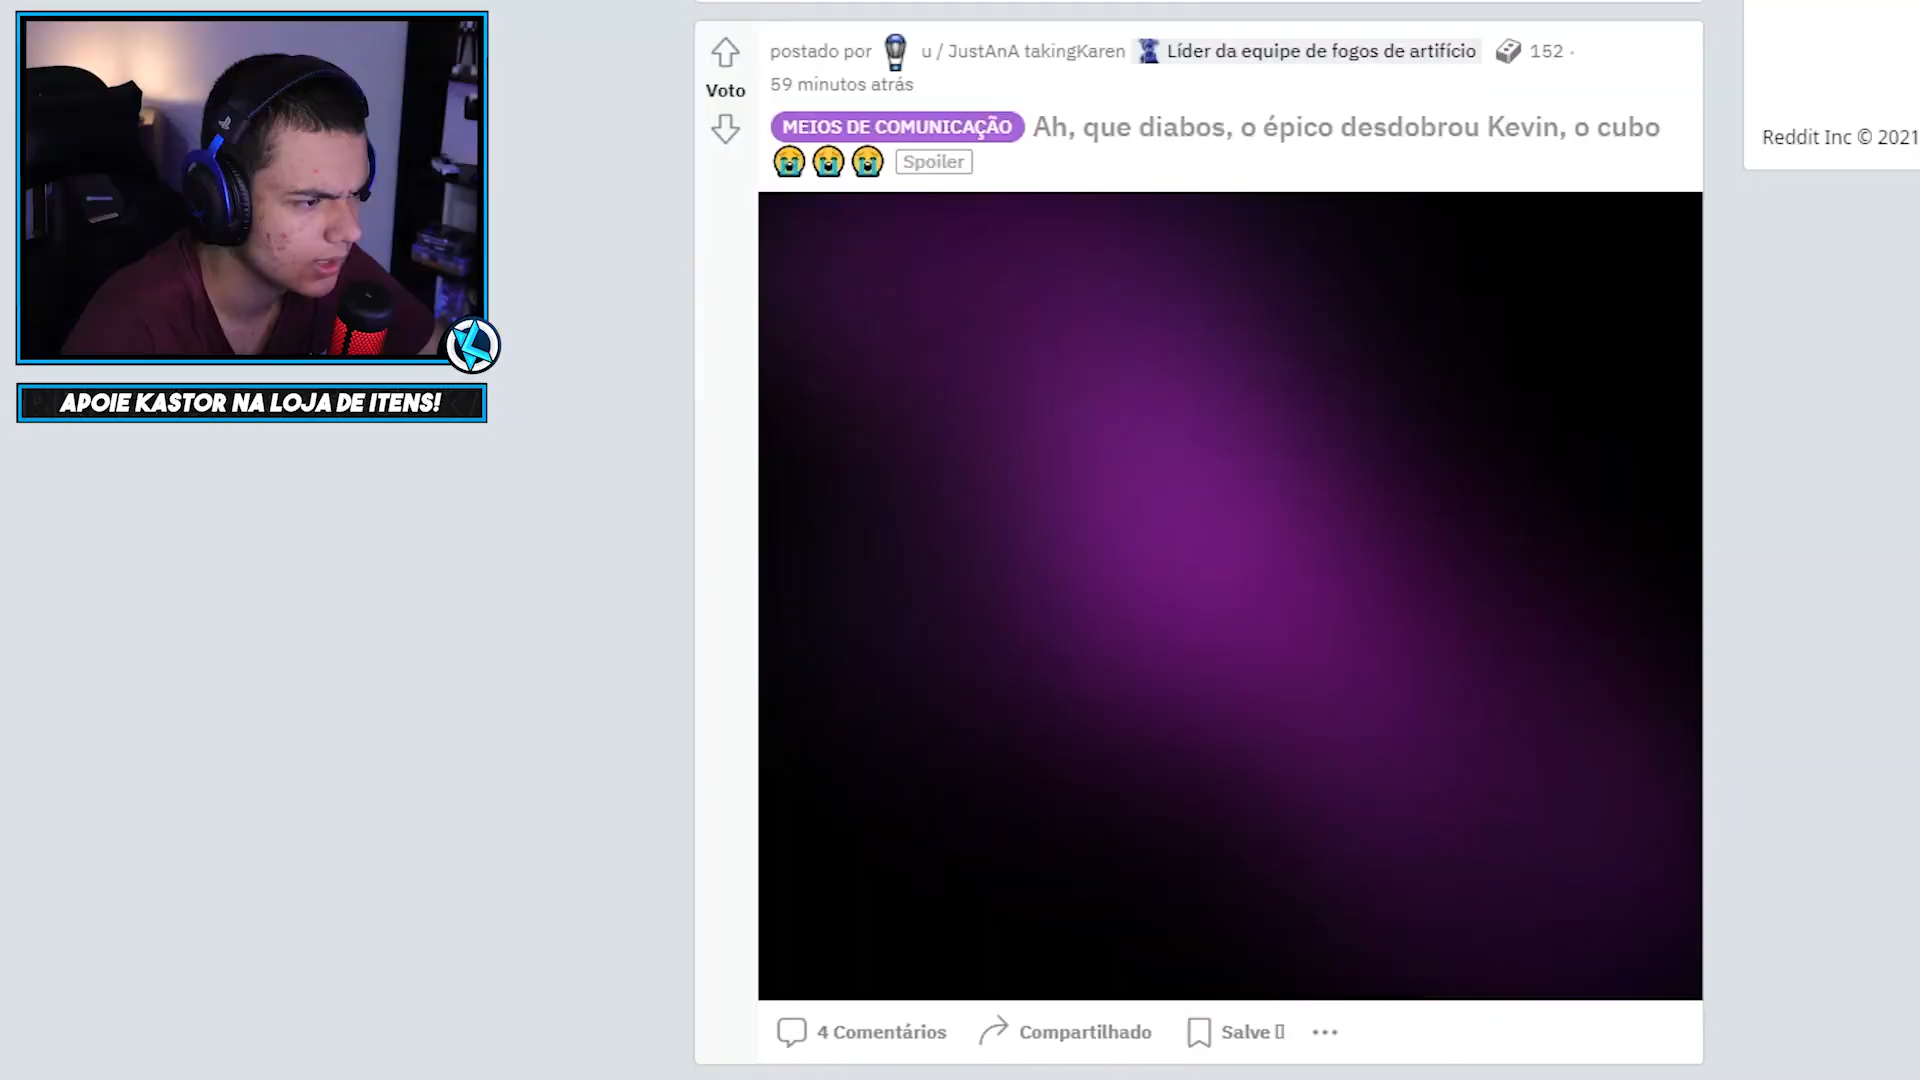 APOIE KASTOR NA LOJA DE ITENS!
postado por u / JustAnA takingKaren Líder da equipe de fogos de artifício 152 ·
59 minutos atrás
Voto
MEIOS DE COMUNICAÇÃO Ah, que diabos, o épico desdobrou Kevin, o cubo
😭 😭 😭 Spoiler
Reddit Inc © 2021
4 Comentários Compartilhado Salve ...